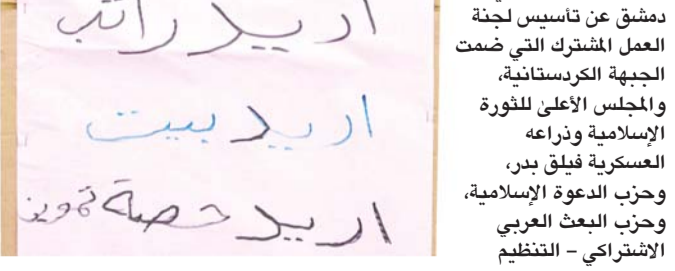 دمشق عن تأسيس لجنة
العمل المشترك التي ضمت
الجبهة الكردستانية،
والمجلس الأعلىٰ للثورة
الإسلامية وذراعه
العسكرية فيلق بدر،
وحزب الدعوة الإسلامية،
وحزب البعث العربي
الاشتراكي – التنظيم
اريد راتب
اريد بيت
اريد حصة تموين